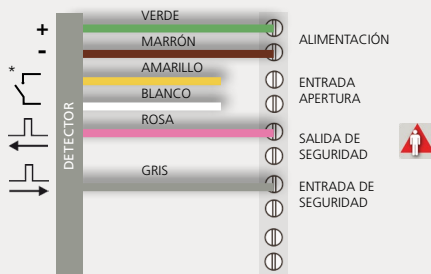 VERDE
+
MARRÓN
-
ALIMENTACIÓN
AMARILLO
*
ENTRADA
APERTURA
BLANCO
ROSA
DETECTOR
SALIDA DE
SEGURIDAD
GRIS
ENTRADA DE
SEGURIDAD